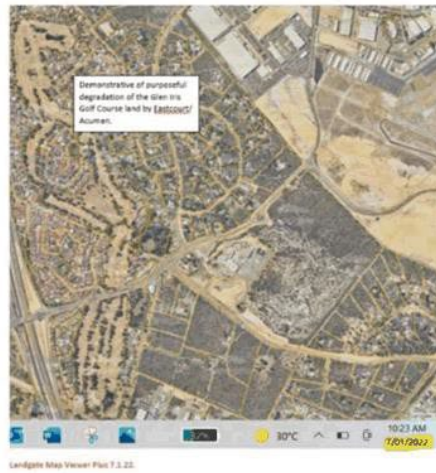 Demonstrative of purposeful
degradation of the Glen Iris
Golf Course land by Eastcourt/
Acumen.
30°C
10:23 AM
7/01/2022
Landgate Map Viewer Plus 7.1.22.